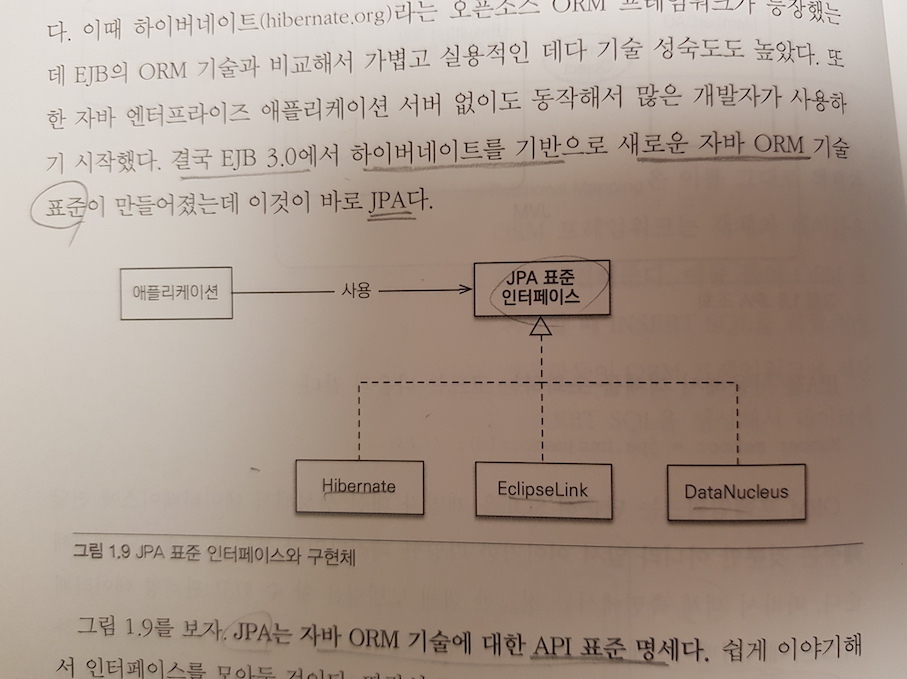 다. 이때 하이버네이트(hibernate.org)라는 오픈소스 ORM 프레임워크가 등장했는
데 EJB의 ORM 기술과 비교해서 가볍고 실용적인 데다 기술 성숙도도 높았다. 또
한 자바 엔터프라이즈 애플리케이션 서버 없이도 동작해서 많은 개발자가 사용하
기 시작했다. 결국 EJB 3.0에서 하이버네이트를 기반으로 새로운 자바 ORM 기술
표준이 만들어졌는데 이것이 바로 JPA다.
애플리케이션
사용
JPA 표준
인터페이스
Hibernate
EclipseLink
DataNucleus
그림 1.9 JPA 표준 인터페이스와 구현체
그림 1.9를 보자. JPA는 자바 ORM 기술에 대한 API 표준 명세다. 쉽게 이야기해
서 인터페이스를 모아둔 것이다.